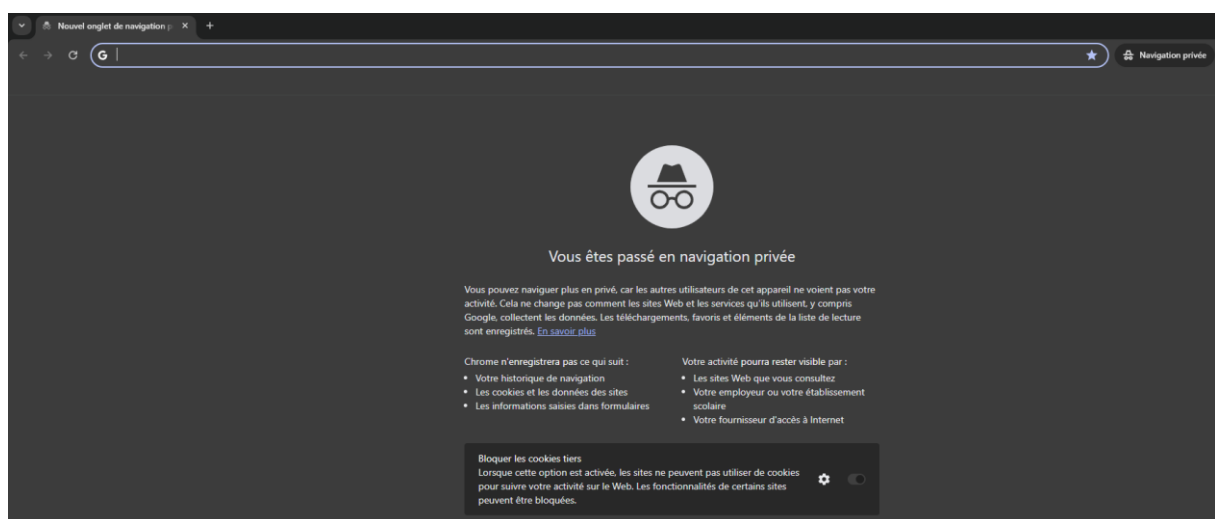 Nouvel onglet de navigation p
G
Navigation privée
Vous êtes passé en navigation privée
Vous pouvez naviguer plus en privé, car les autres utilisateurs de cet appareil ne voient pas votre
activité. Cela ne change pas comment les sites Web et les services qu'ils utilisent, y compris
Google, collectent les données. Les téléchargements, favoris et éléments de la liste de lecture
sont enregistrés. En savoir plus
Chrome n'enregistrera pas ce qui suit :
• Votre historique de navigation
• Les cookies et les données des sites
• Les informations saisies dans formulaires
Votre activité pourra rester visible par :
• Les sites Web que vous consultez
• Votre employeur ou votre établissement
scolaire
• Votre fournisseur d'accès à Internet
Bloquer les cookies tiers
Lorsque cette option est activée, les sites ne peuvent pas utiliser de cookies
pour suivre votre activité sur le Web. Les fonctionnalités de certains sites
peuvent être bloquées.